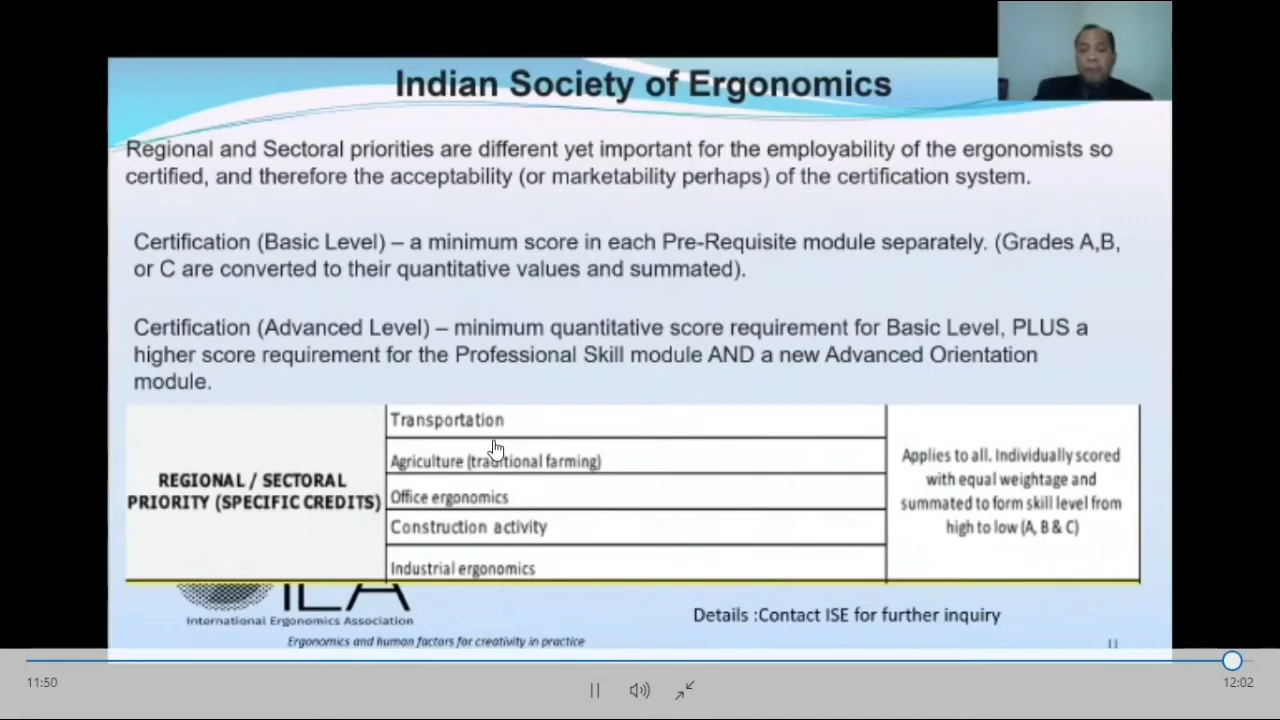 Indian Society of Ergonomics
Regional and Sectoral priorities are different yet important for the employability of the ergonomists so
certified, and therefore the acceptability (or marketability perhaps) of the certification system.
Certification (Basic Level) – a minimum score in each Pre-Requisite module separately. (Grades A,B,
or C are converted to their quantitative values and summated).
Certification (Advanced Level) – minimum quantitative score requirement for Basic Level, PLUS a
higher score requirement for the Professional Skill module AND a new Advanced Orientation
module.
REGIONAL / SECTORAL
PRIORITY (SPECIFIC CREDITS)
Transportation
Agriculture (traditional farming)
Office ergonomics
Construction activity
Industrial ergonomics
Applies to all. Individually scored
with equal weightage and
summated to form skill level from
high to low (A, B & C)
IEA
International Ergonomics Association
Ergonomics and human factors for creativity in practice
Details :Contact ISE for further inquiry
11
11:50
12:02